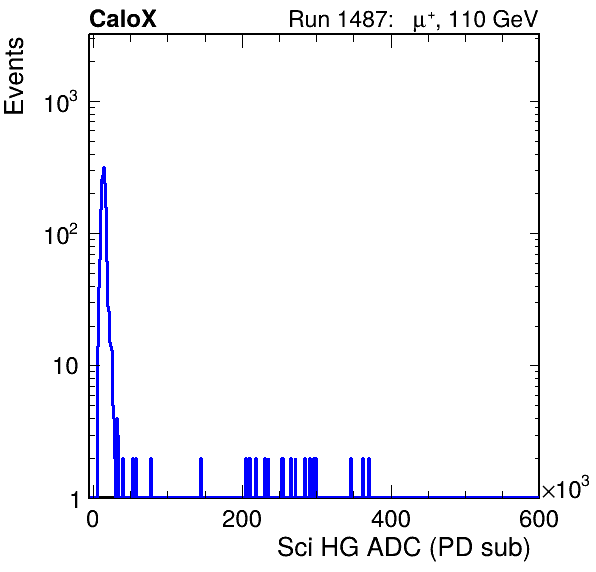 CaloX Run 1487: μ⁺, 110 GeV
Events
10³
10²
10
1
0 200 400 600
×10³
Sci HG ADC (PD sub)